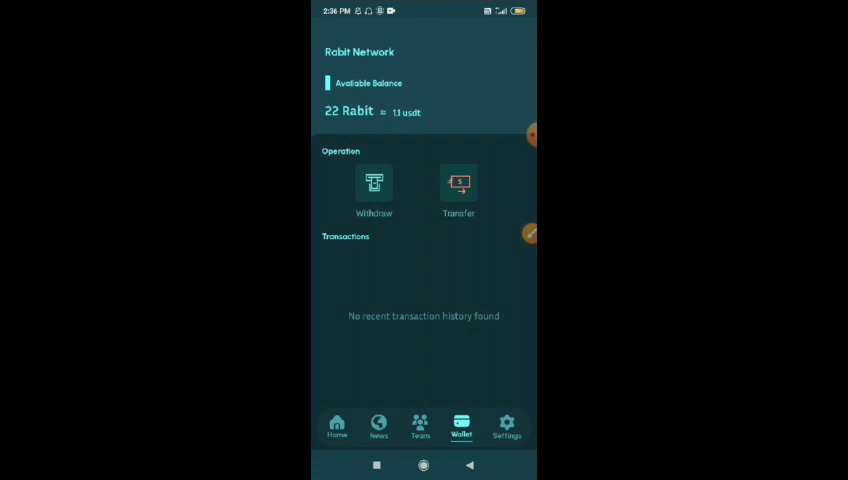 2:36 PM
Rabit Network
Available Balance
22 Rabit ≈ 1.1 usdt
Operation
$
Withdraw Transfer
Transactions
No recent transaction history found
Home News Team Wallet Settings